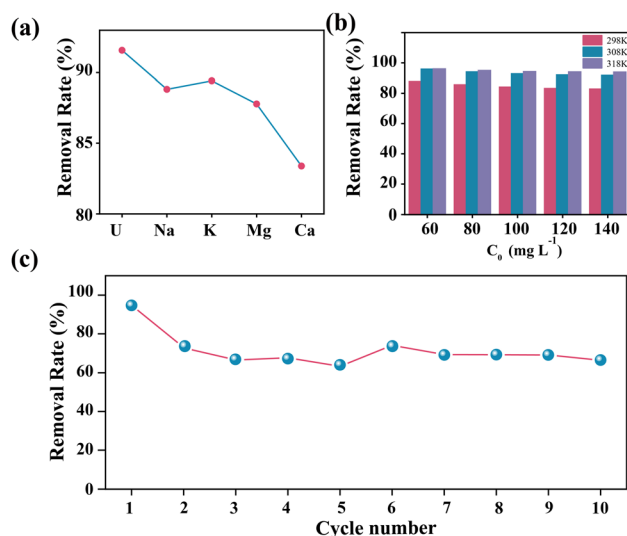 (a)
Removal Rate (%)
90
85
80
U Na K Mg Ca
(b)
Removal Rate (%)
298K
308K
318K
100
80
60
40
20
0
60 80 100 120 140
C₀ (mg L⁻¹)
(c)
Removal Rate (%)
100
80
60
40
20
0
1 2 3 4 5 6 7 8 9 10
Cycle number